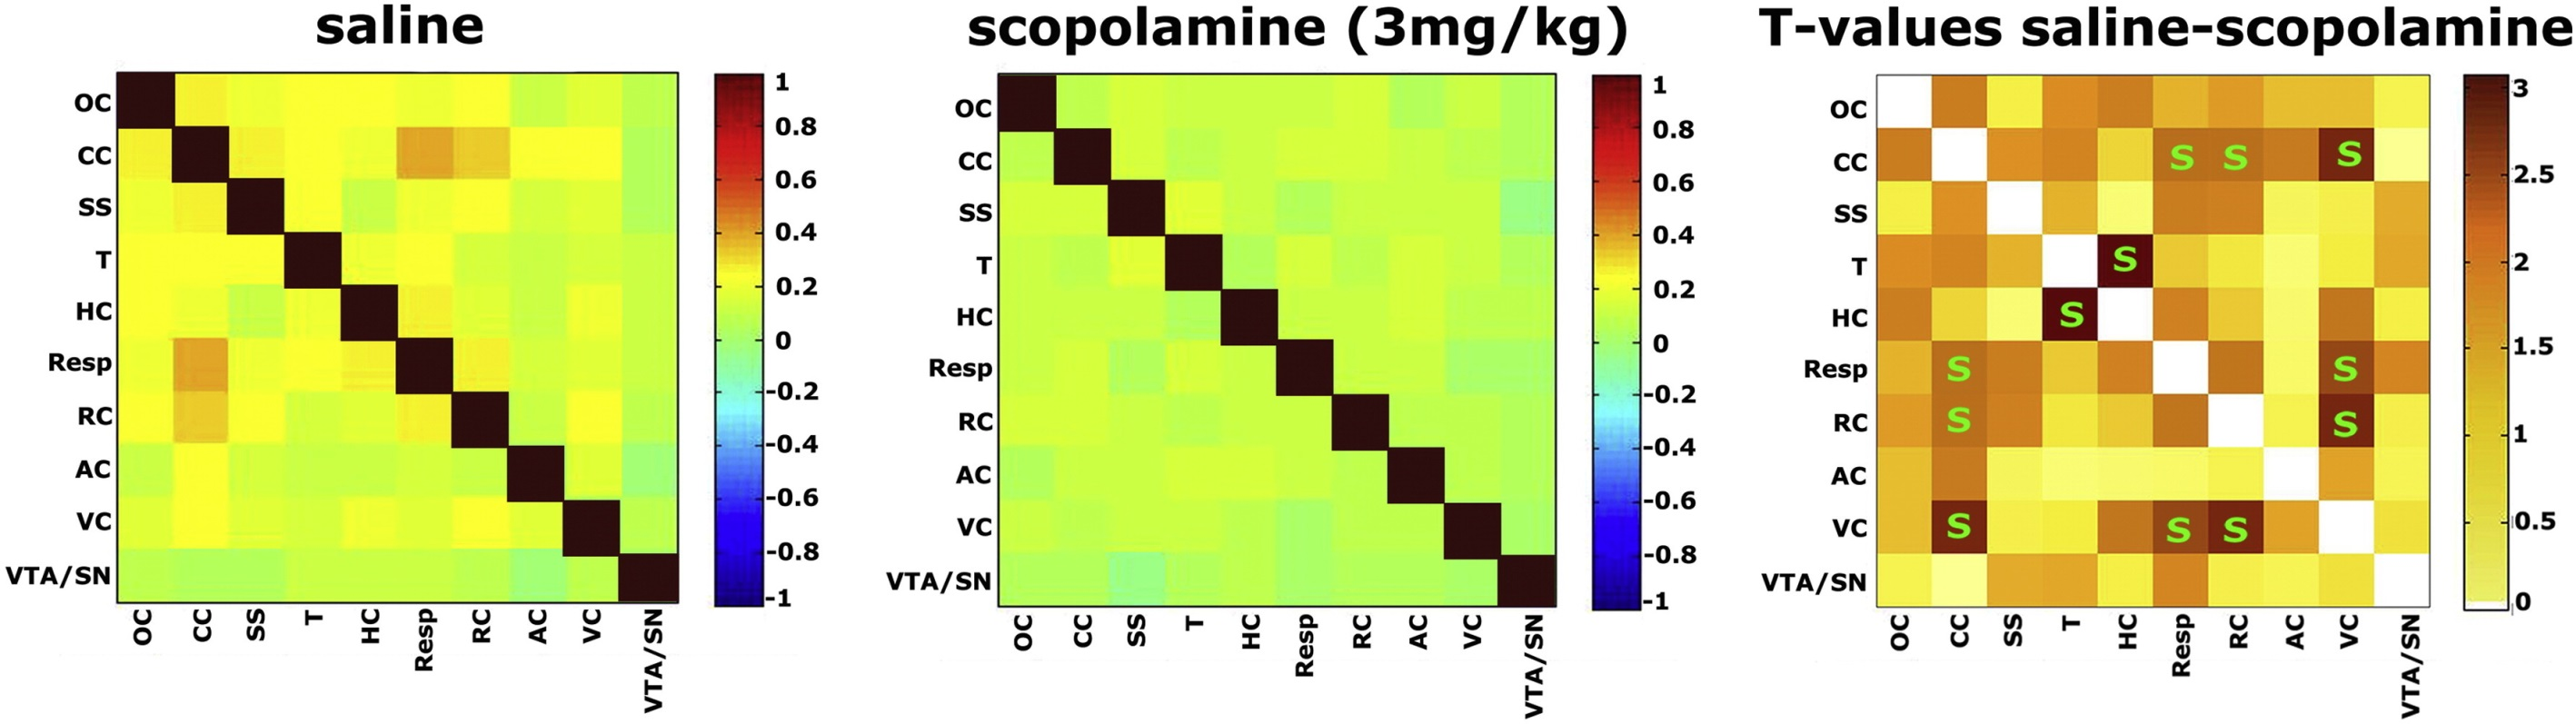 saline
OC
CC
SS
T
HC
Resp
RC
AC
VC
VTA/SN
OC CC SS T HC Resp RC AC VC VTA/SN
1
0.8
0.6
0.4
0.2
0
-0.2
-0.4
-0.6
-0.8
-1
scopolamine (3mg/kg)
OC
CC
SS
T
HC
Resp
RC
AC
VC
VTA/SN
OC CC SS T HC Resp RC AC VC VTA/SN
1
0.8
0.6
0.4
0.2
0
-0.2
-0.4
-0.6
-0.8
-1
T-values saline-scopolamine
OC
CC S S S
SS
T S
HC S
Resp S S
RC S S
AC
VC S S S
VTA/SN
OC CC SS T HC Resp RC AC VC VTA/SN
3
2.5
2
1.5
1
0.5
0